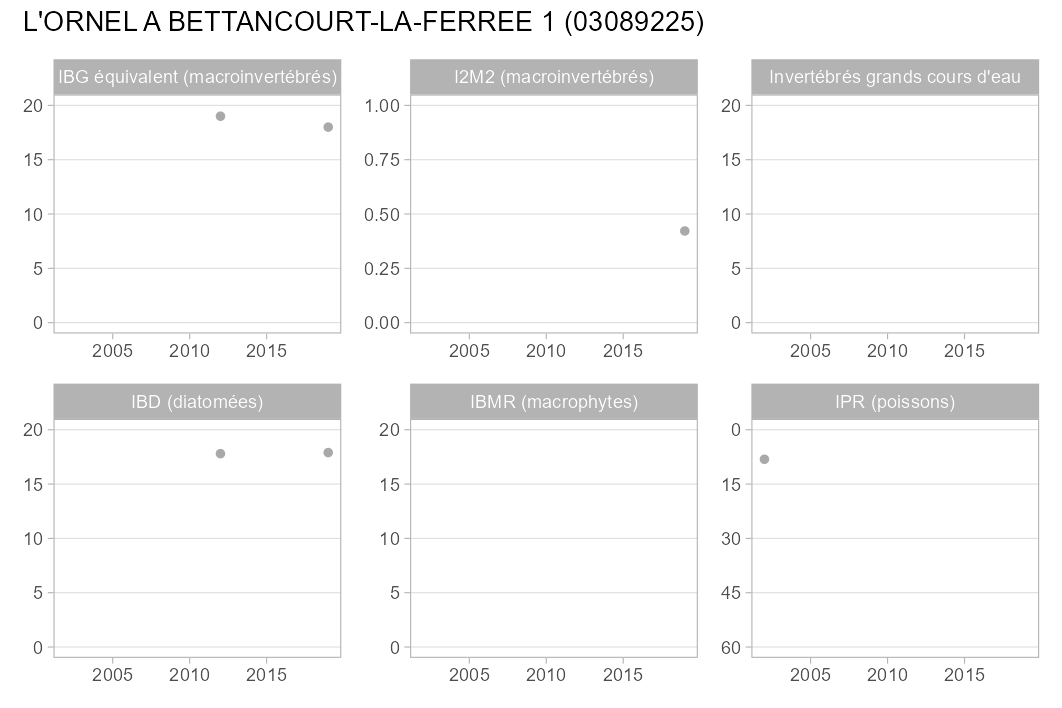 L'ORNEL A BETTANCOURT-LA-FERREE 1 (03089225)
IBG équivalent (macroinvertébrés)
20
15
10
5
0
2005 2010 2015
I2M2 (macroinvertébrés)
1.00
0.75
0.50
0.25
0.00
2005 2010 2015
Invertébrés grands cours d'eau
20
15
10
5
0
2005 2010 2015
IBD (diatomées)
20
15
10
5
0
2005 2010 2015
IBMR (macrophytes)
20
15
10
5
0
2005 2010 2015
IPR (poissons)
0
15
30
45
60
2005 2010 2015